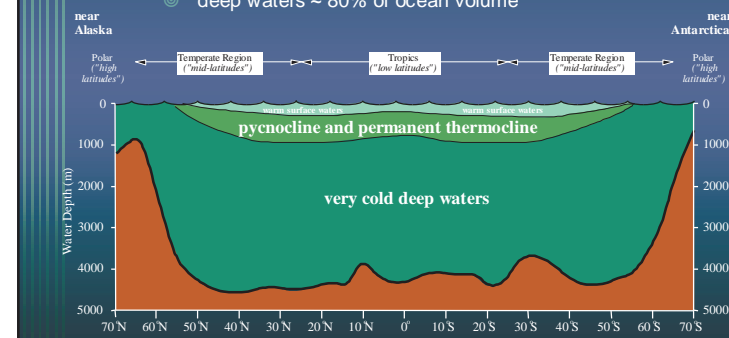 deep waters ~ 80% of ocean volume
near
Alaska
near
Antarctica
Polar
("high
latitudes")
Temperate Region
("mid-latitudes")
Tropics
("low latitudes")
Temperate Region
("mid-latitudes")
Polar
("high
latitudes")
warm surface waters
warm surface waters
pycnocline and permanent thermocline
very cold deep waters
Water Depth (m)
0
1000
2000
3000
4000
5000
0
1000
2000
3000
4000
5000
70°N 60°N 50°N 40°N 30°N 20°N 10°N 0° 10°S 20°S 30°S 40°S 50°S 60°S 70°S